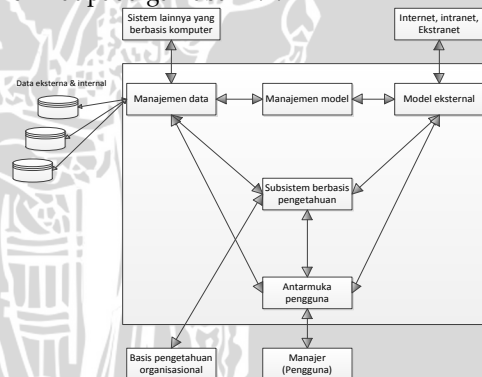 Sistem lainnya yang
berbasis komputer
Internet, intranet,
Ekstranet
Data eksterna & internal
Manajemen data
Manajemen model
Model eksternal
Subsistem berbasis
pengetahuan
Antarmuka
pengguna
Basis pengetahuan
organisasional
Manajer
(Pengguna)